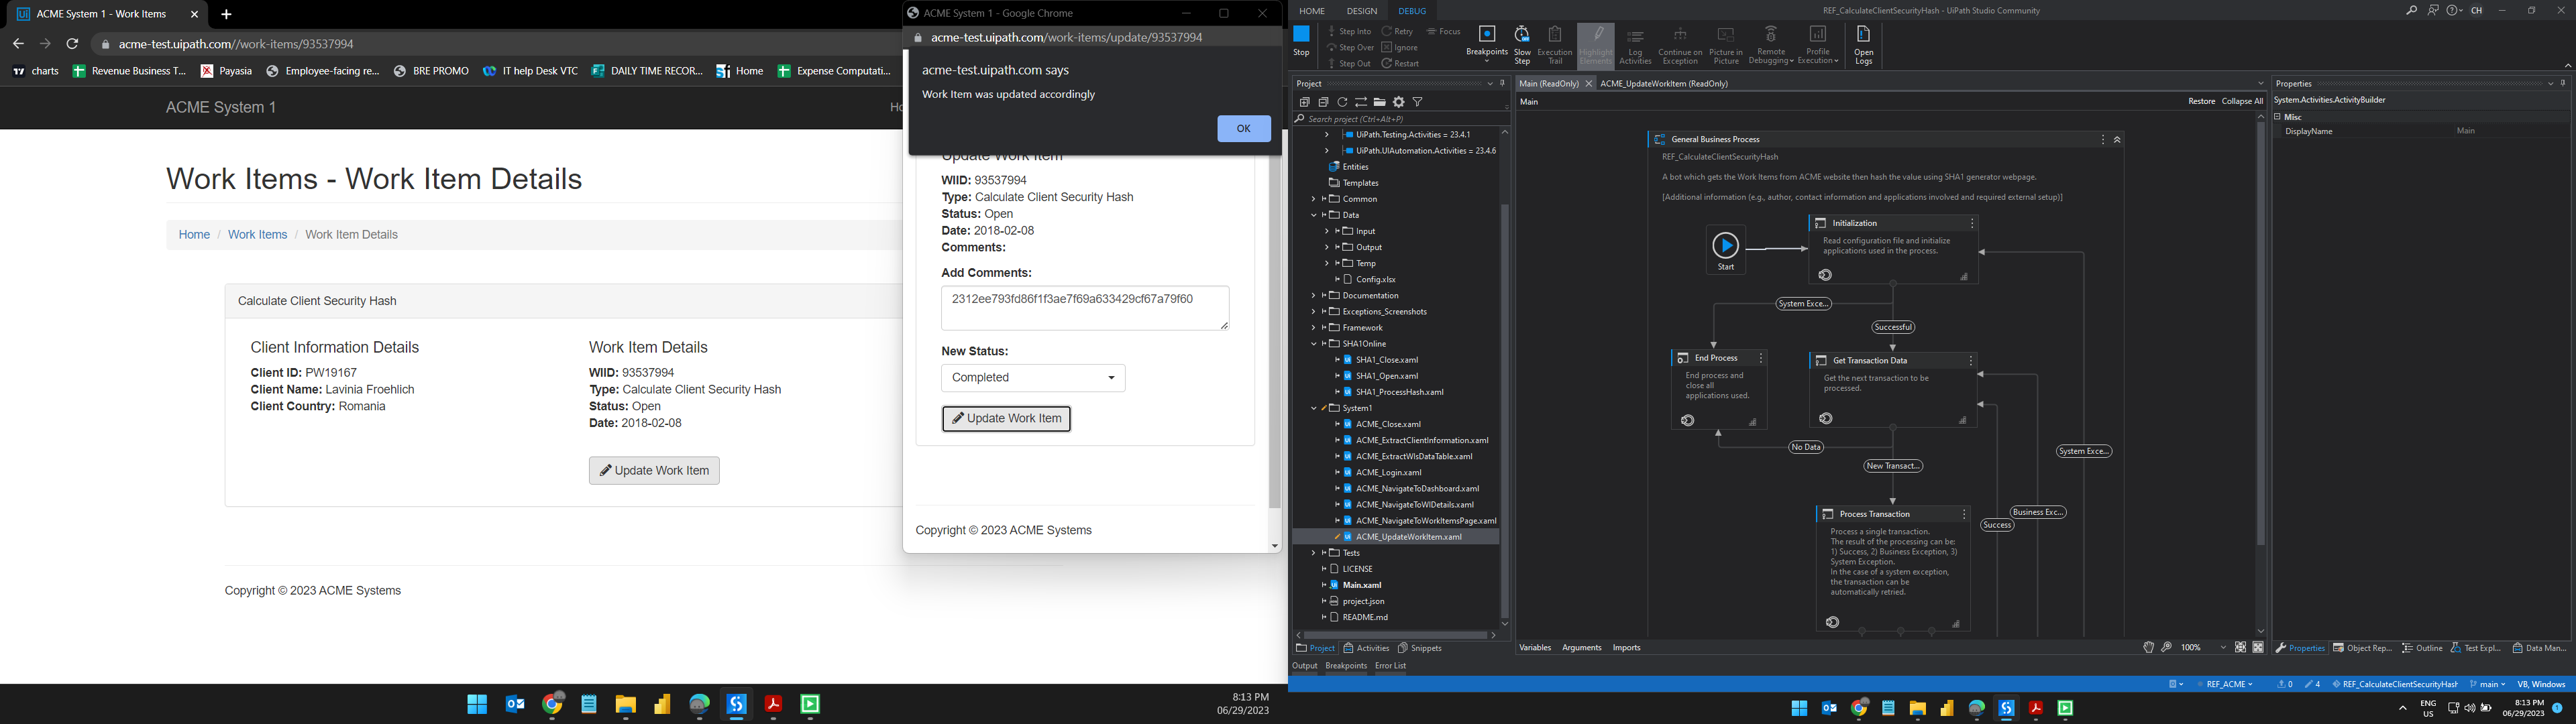 ACME System 1 - Work Items
acme-test.uipath.com//work-items/93537994
charts
Revenue Business T...
Payasia
Employee-facing re...
BRE PROMO
IT help Desk VTC
DAILY TIME RECOR...
Home
Expense Computati...
ACME System 1
Ho
Work Items - Work Item Details
Home / Work Items / Work Item Details
Calculate Client Security Hash
Client Information Details
Client ID: PW19167
Client Name: Lavinia Froehlich
Client Country: Romania
Work Item Details
WIID: 93537994
Type: Calculate Client Security Hash
Status: Open
Date: 2018-02-08
Update Work Item
Copyright © 2023 ACME Systems
ACME System 1 - Google Chrome
acme-test.uipath.com/work-items/update/93537994
acme-test.uipath.com says
Work Item was updated accordingly
OK
Update Work Item
WIID: 93537994
Type: Calculate Client Security Hash
Status: Open
Date: 2018-02-08
Comments:
Add Comments:
2312ee793fd86f1f3ae7f69a633429cf67a79f60
New Status:
Completed
Update Work Item
Copyright © 2023 ACME Systems
8:13 PM
06/29/2023
HOME DESIGN DEBUG
REF_CalculateClientSecurityHash - UiPath Studio Community
CH
Stop
Step Into
Step Over
Step Out
Retry
Ignore
Restart
Focus
Breakpoints
Slow Step
Execution Trail
Highlight Elements
Log Activities
Continue on Exception
Picture in Picture
Remote Debugging
Profile Execution
Open Logs
Project
Search project (Ctrl+Alt+P)
UiPath.Testing.Activities = 23.4.1
UiPath.UIAutomation.Activities = 23.4.6
Entities
Templates
Common
Data
Input
Output
Temp
Config.xlsx
Documentation
Exceptions_Screenshots
Framework
SHA1Online
SHA1_Close.xaml
SHA1_Open.xaml
SHA1_ProcessHash.xaml
System1
ACME_Close.xaml
ACME_ExtractClientInformation.xaml
ACME_ExtractWIsDataTable.xaml
ACME_Login.xaml
ACME_NavigateToDashboard.xaml
ACME_NavigateToWIDetails.xaml
ACME_NavigateToWorkItemsPage.xaml
ACME_UpdateWorkItem.xaml
Tests
LICENSE
Main.xaml
project.json
README.md
Project Activities Snippets
Output Breakpoints Error List
Main (ReadOnly) ACME_UpdateWorkItem (ReadOnly)
Main
Restore Collapse All
General Business Process
REF_CalculateClientSecurityHash
A bot which gets the Work Items from ACME website then hash the value using SHA1 generator webpage.
[Additional information (e.g., author, contact information and applications involved and required external setup)]
Start
Initialization
Read configuration file and initialize
applications used in the process.
System Exce...
Successful
End Process
End process and
close all
applications used.
Get Transaction Data
Get the next transaction to be
processed.
No Data
New Transact...
System Exce...
Business Exc...
Success
Process Transaction
Process a single transaction.
The result of the processing can be:
1) Success, 2) Business Exception, 3)
System Exception.
In the case of a system exception,
the transaction can be
automatically retried.
Variables Arguments Imports
100%
Properties
System.Activities.ActivityBuilder
Misc
DisplayName Main
Properties Object Rep... Outline Test Expl... Data Man...
REF_ACME
0
4
REF_CalculateClientSecurityHash
main
VB, Windows
ENG
US
8:13 PM
06/29/2023
1